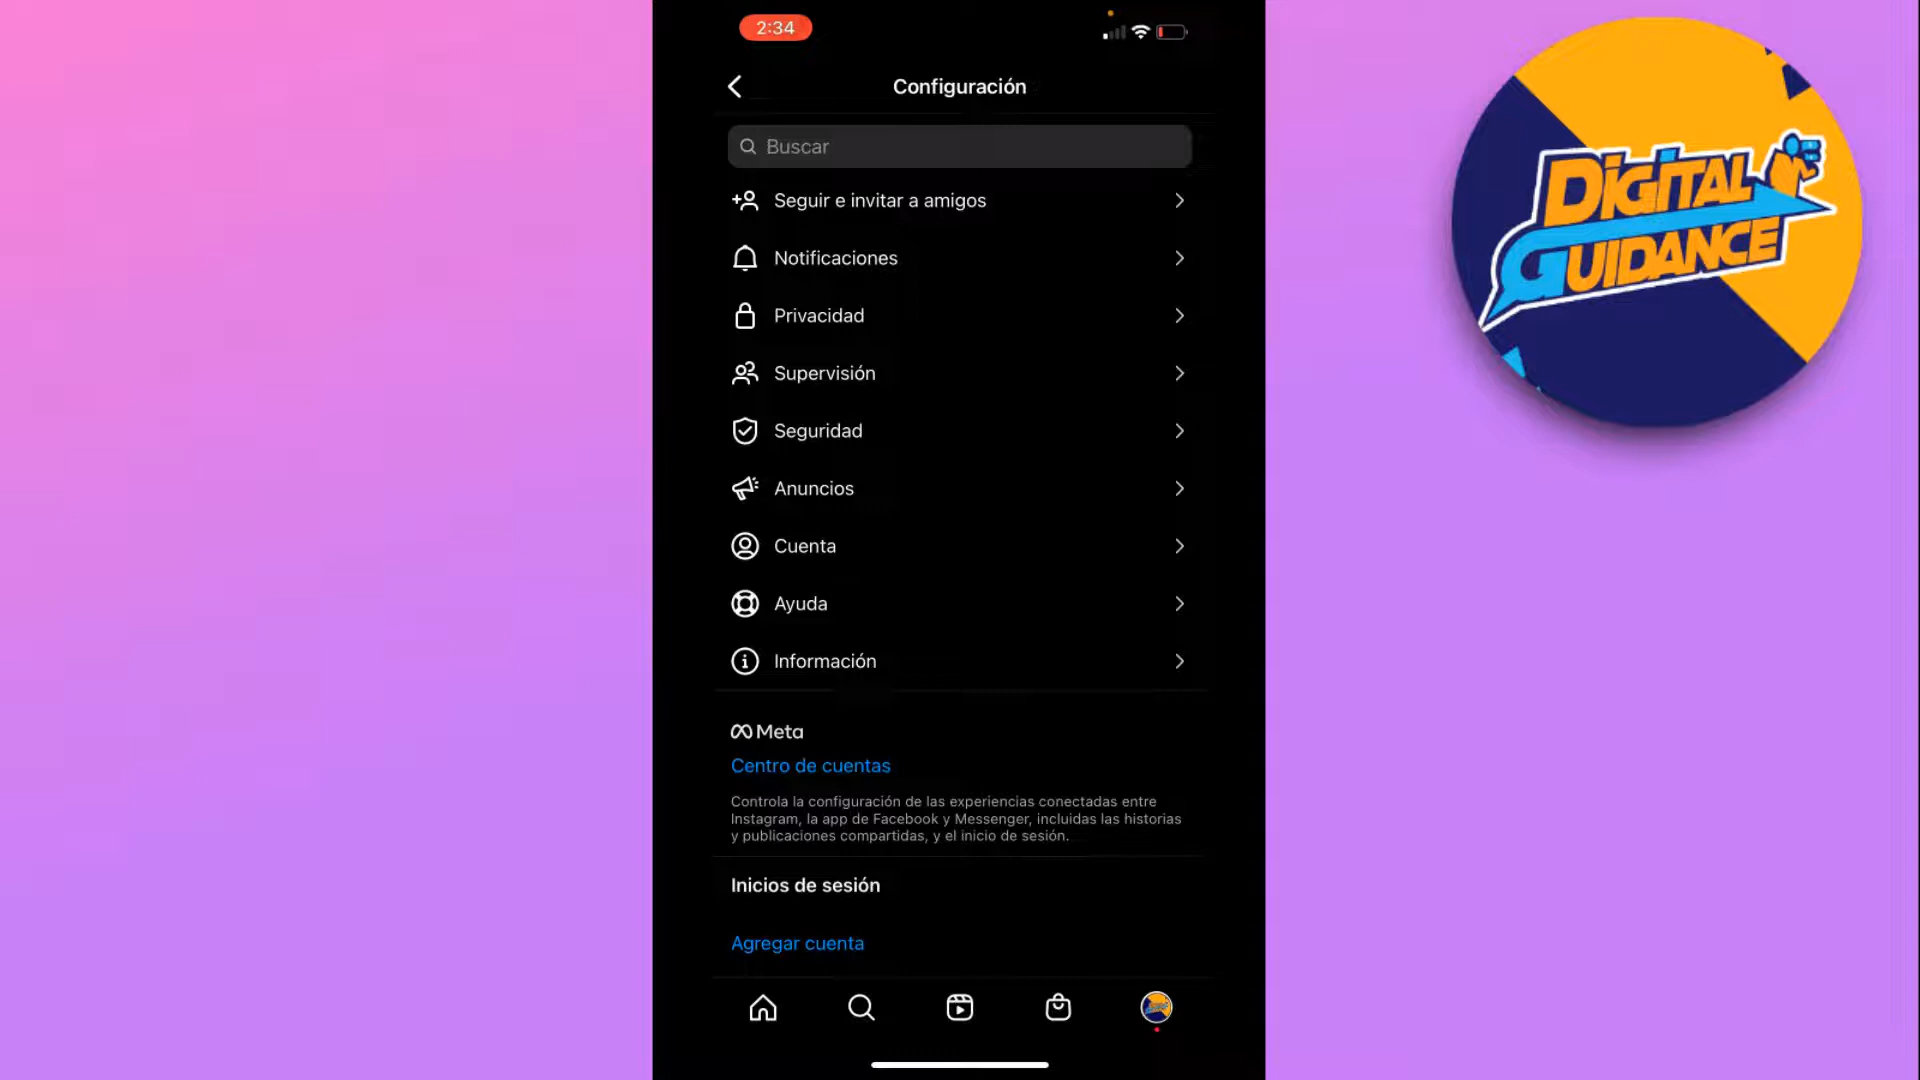 2:34
Configuración
Buscar
Seguir e invitar a amigos
Notificaciones
Privacidad
Supervisión
Seguridad
Anuncios
Cuenta
Ayuda
Información
Meta
Centro de cuentas
Controla la configuración de las experiencias conectadas entre
Instagram, la app de Facebook y Messenger, incluidas las historias
y publicaciones compartidas, y el inicio de sesión.
Inicios de sesión
Agregar cuenta
DIGITAL
GUIDANCE